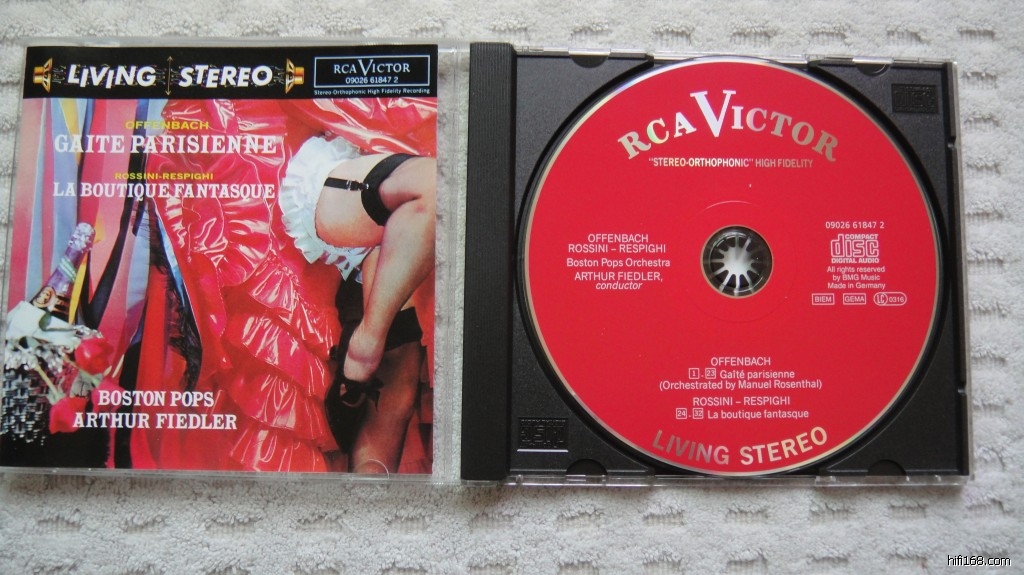 LIVING STEREO
RCA VICTOR
09026 61847 2
Stereo-Orthophonic High Fidelity Recording
OFFENBACH
GAITE PARISIENNE
ROSSINI-RESPIGHI
LA BOUTIQUE FANTASQUE
BOSTON POPS/
ARTHUR FIEDLER
RCA VICTOR
"STEREO-ORTHOPHONIC" HIGH FIDELITY
OFFENBACH
ROSSINI – RESPIGHI
Boston Pops Orchestra
ARTHUR FIEDLER,
conductor
09026 61847 2
COMPACT
disc
DIGITAL AUDIO
All rights reserved
by BMG Music
Made in Germany
BIEM GEMA LC 0316
OFFENBACH
1 - 23 Gaîté parisienne
(Orchestrated by Manuel Rosenthal)
ROSSINI – RESPIGHI
24 - 32 La boutique fantasque
LIVING STEREO
hifi168.com